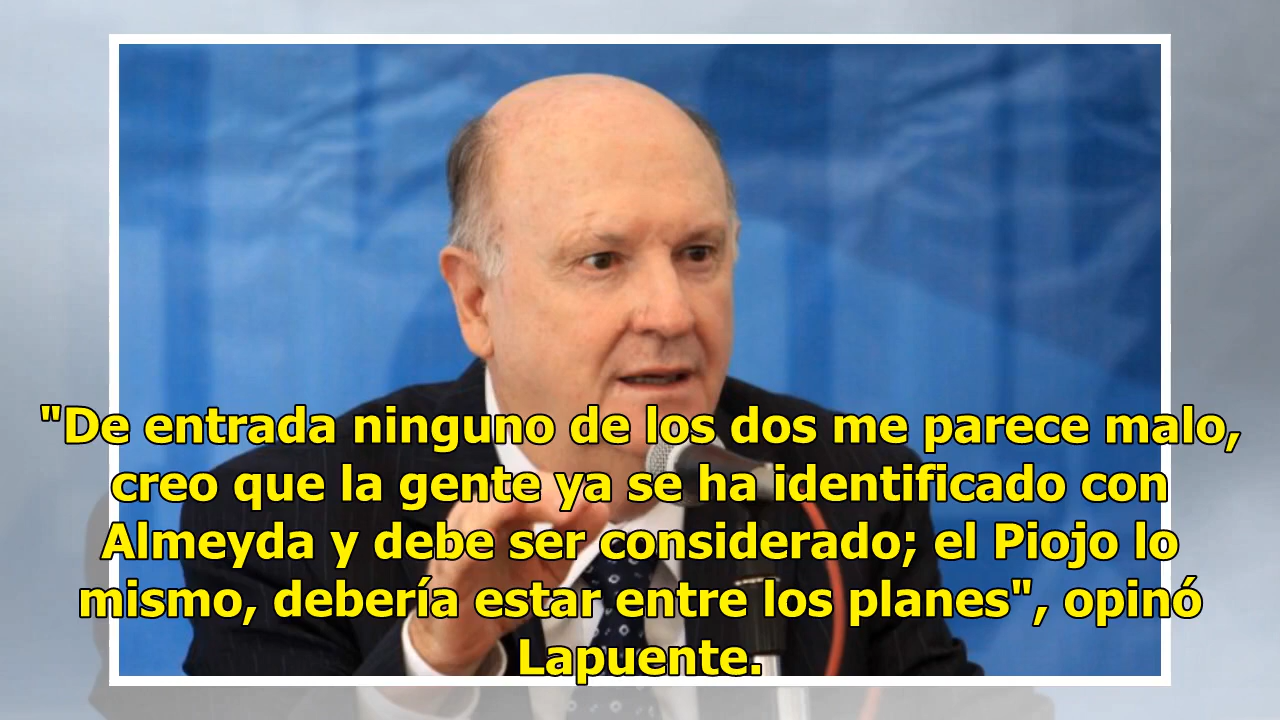 "De entrada ninguno de los dos me parece malo,
creo que la gente ya se ha identificado con
Almeyda y debe ser considerado; el Piojo lo
mismo, debería estar entre los planes", opinó
Lapuente.